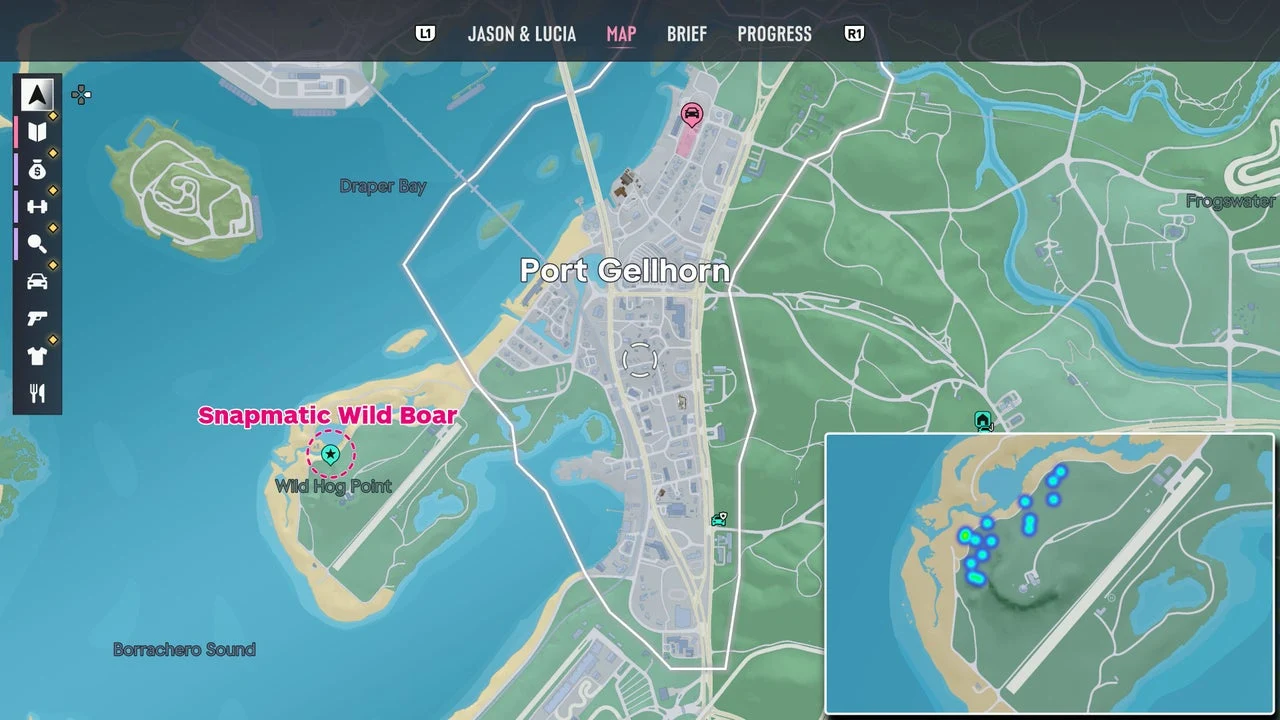 L1 JASON & LUCIA MAP BRIEF PROGRESS R1
Draper Bay
Frogswater
Port Gellhorn
Snapmatic Wild Boar
Wild Hog Point
Borrachero Sound